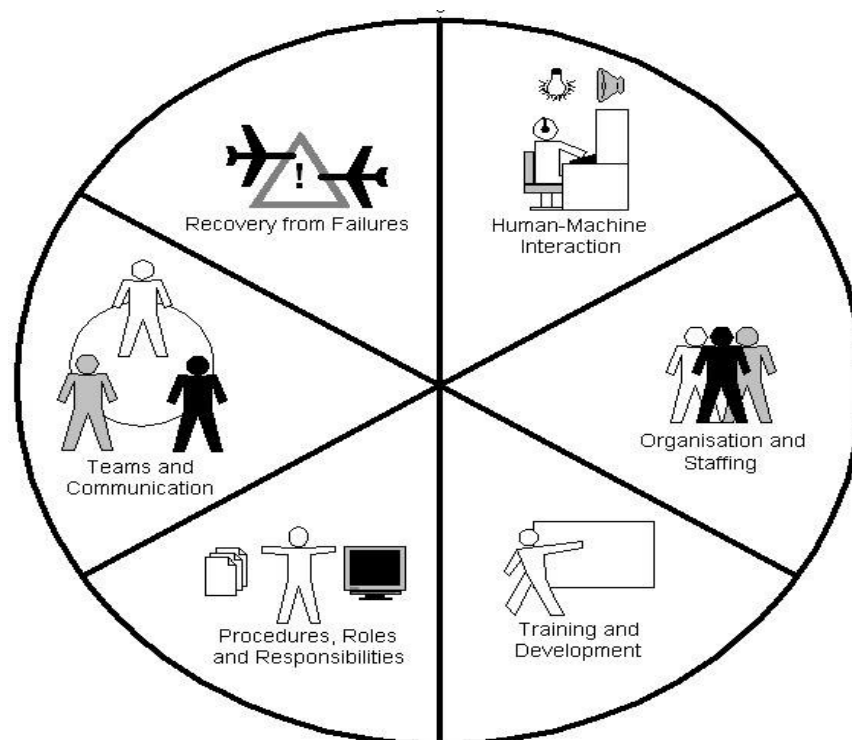 !
Recovery from Failures
Human-Machine
Interaction
Organisation and
Staffing
Training and
Development
Procedures, Roles
and Responsibilities
Teams and
Communication